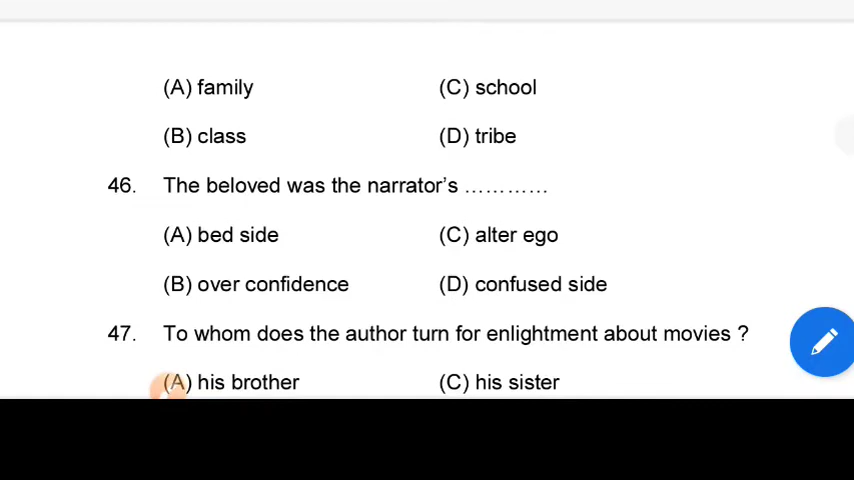 (A) family (C) school
(B) class (D) tribe
46. The beloved was the narrator's …………
(A) bed side (C) alter ego
(B) over confidence (D) confused side
47. To whom does the author turn for enlightment about movies ?
(A) his brother (C) his sister